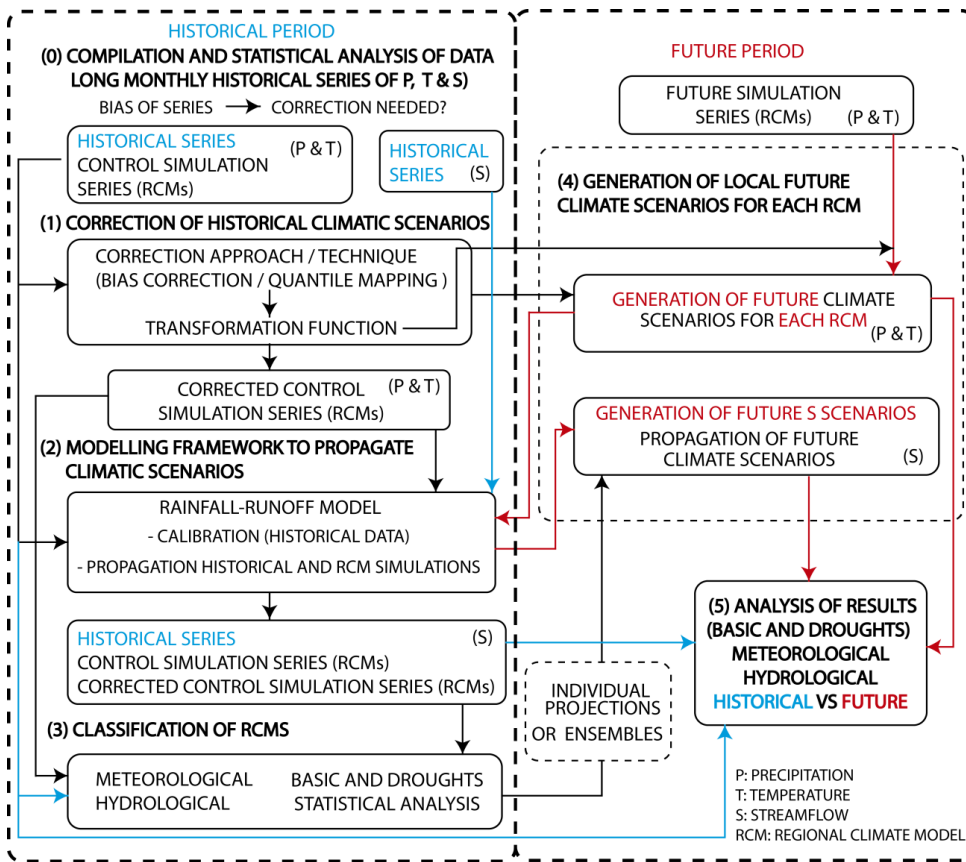 HISTORICAL PERIOD
(0) COMPILATION AND STATISTICAL ANALYSIS OF DATA
LONG MONTHLY HISTORICAL SERIES OF P, T & S)
BIAS OF SERIES CORRECTION NEEDED?
HISTORICAL SERIES
(P & T)
CONTROL SIMULATION
SERIES (RCMs)
HISTORICAL
SERIES (S)
(1) CORRECTION OF HISTORICAL CLIMATIC SCENARIOS
CORRECTION APPROACH / TECHNIQUE
(BIAS CORRECTION / QUANTILE MAPPING )
TRANSFORMATION FUNCTION
CORRECTED CONTROL (P & T)
SIMULATION SERIES (RCMs)
(2) MODELLING FRAMEWORK TO PROPAGATE
CLIMATIC SCENARIOS
RAINFALL-RUNOFF MODEL
- CALIBRATION (HISTORICAL DATA)
- PROPAGATION HISTORICAL AND RCM SIMULATIONS
HISTORICAL SERIES (S)
CONTROL SIMULATION SERIES (RCMs)
CORRECTED CONTROL SIMULATION SERIES (RCMs)
(3) CLASSIFICATION OF RCMS
METEOROLOGICAL BASIC AND DROUGHTS
HYDROLOGICAL STATISTICAL ANALYSIS
FUTURE PERIOD
FUTURE SIMULATION
SERIES (RCMs) (P & T)
(4) GENERATION OF LOCAL FUTURE
CLIMATE SCENARIOS FOR EACH RCM
GENERATION OF FUTURE CLIMATE
SCENARIOS FOR EACH RCM
(P & T)
GENERATION OF FUTURE S SCENARIOS
PROPAGATION OF FUTURE
CLIMATE SCENARIOS (S)
INDIVIDUAL
PROJECTIONS
OR ENSEMBLES
(5) ANALYSIS OF RESULTS
(BASIC AND DROUGHTS)
METEOROLOGICAL
HYDROLOGICAL
HISTORICAL VS FUTURE
P: PRECIPITATION
T: TEMPERATURE
S: STREAMFLOW
RCM: REGIONAL CLIMATE MODEL